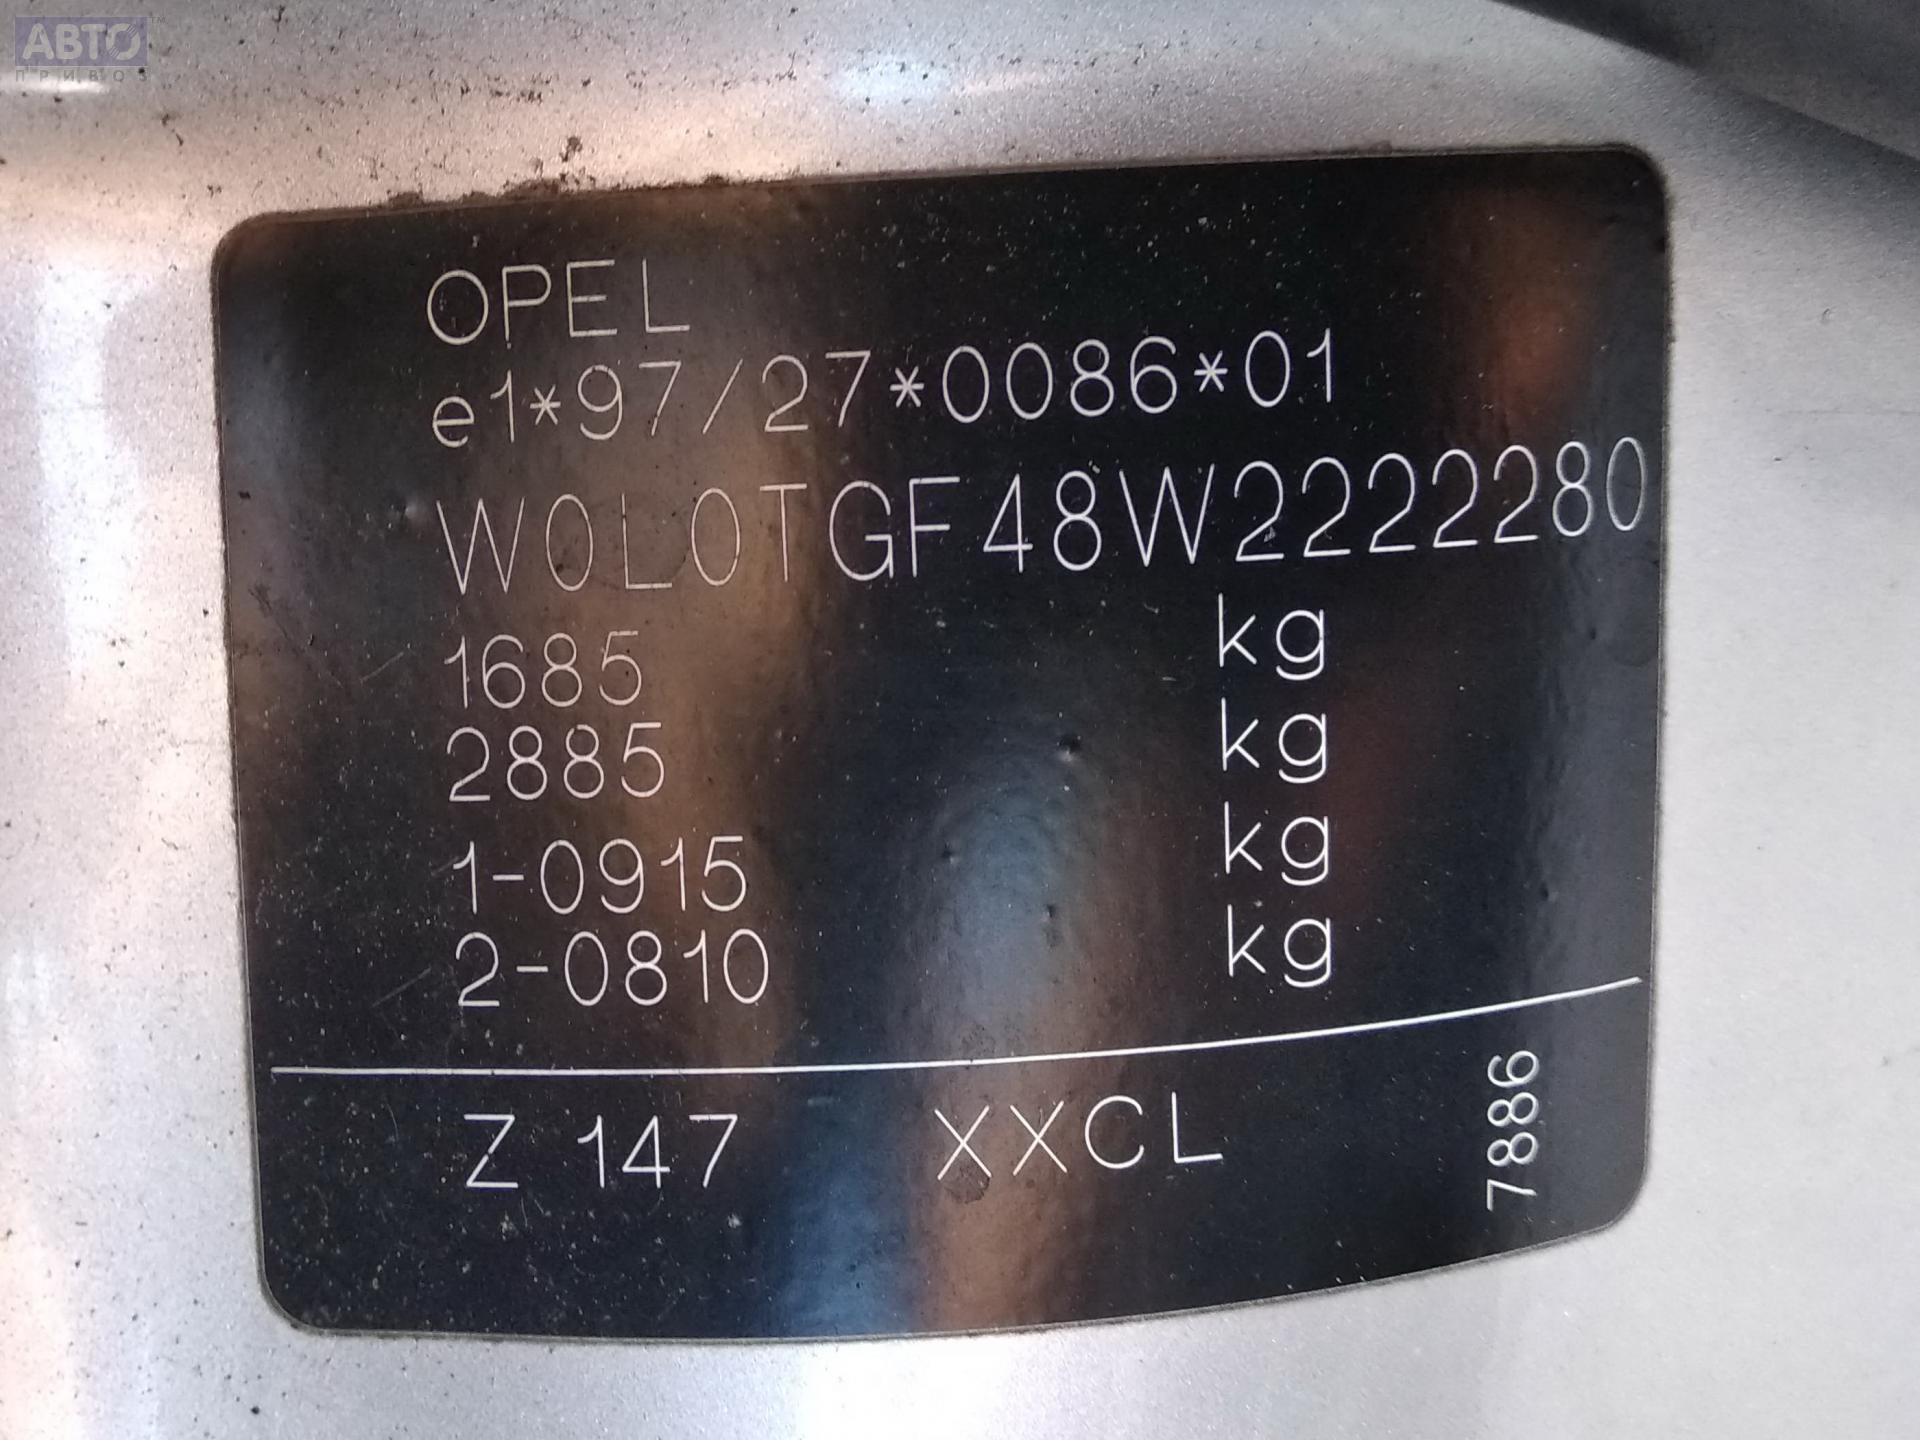 АВТО
ПРИВОЗ
OPEL
e1*97/27*0086*01
W0L0TGF48W2222280
1685 kg
2885 kg
1-0915 kg
2-0810 kg
Z 147 XXCL
7886